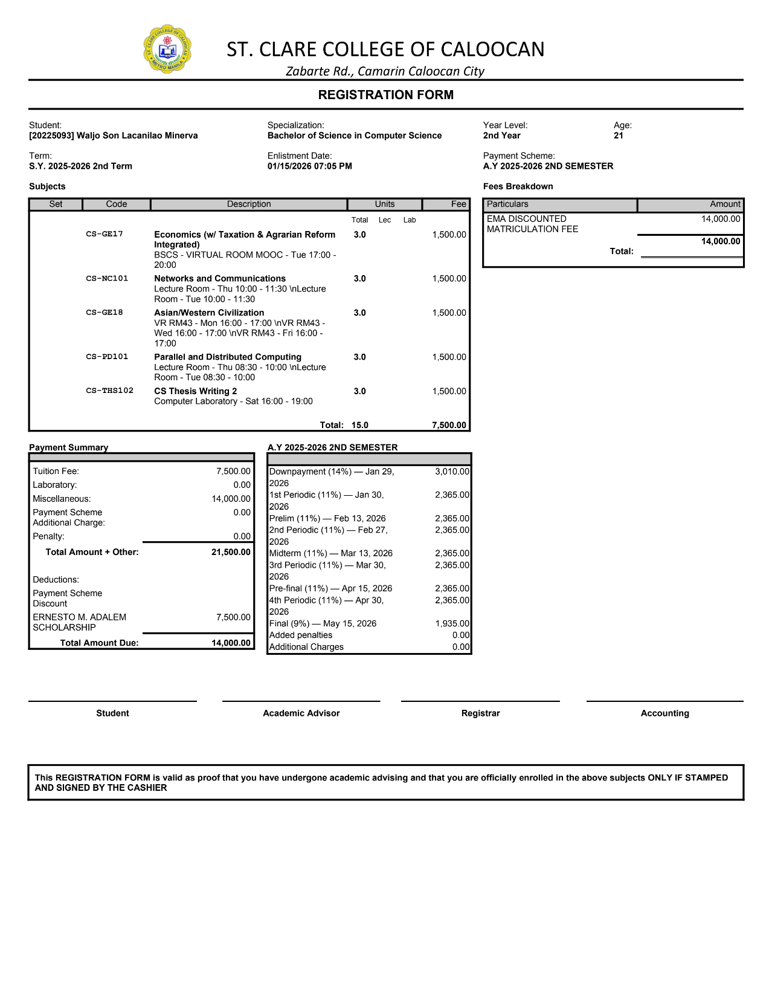 ST. CLARE COLLEGE OF CALOOCAN
METRO MANILA
ST. CLARE COLLEGE OF CALOOCAN
Zabarte Rd., Camarin Caloocan City
REGISTRATION FORM
Student: Specialization: Year Level: Age:
[20225093] Waljo Son Lacanilao Minerva Bachelor of Science in Computer Science 2nd Year 21
Term: Enlistment Date: Payment Scheme:
S.Y. 2025-2026 2nd Term 01/15/2026 07:05 PM A.Y 2025-2026 2ND SEMESTER
Subjects
Set Code Description Units Fee
Total Lec Lab
CS-GE17 Economics (w/ Taxation & Agrarian Reform 3.0 1,500.00
Integrated)
BSCS - VIRTUAL ROOM MOOC - Tue 17:00 -
20:00
CS-NC101 Networks and Communications 3.0 1,500.00
Lecture Room - Thu 10:00 - 11:30 \nLecture
Room - Tue 10:00 - 11:30
CS-GE18 Asian/Western Civilization 3.0 1,500.00
VR RM43 - Mon 16:00 - 17:00 \nVR RM43 -
Wed 16:00 - 17:00 \nVR RM43 - Fri 16:00 -
17:00
CS-PD101 Parallel and Distributed Computing 3.0 1,500.00
Lecture Room - Thu 08:30 - 10:00 \nLecture
Room - Tue 08:30 - 10:00
CS-THS102 CS Thesis Writing 2 3.0 1,500.00
Computer Laboratory - Sat 16:00 - 19:00
Total: 15.0 7,500.00
Fees Breakdown
Particulars Amount
EMA DISCOUNTED 14,000.00
MATRICULATION FEE
14,000.00
Total:
Payment Summary
Tuition Fee: 7,500.00
Laboratory: 0.00
Miscellaneous: 14,000.00
Payment Scheme 0.00
Additional Charge:
Penalty: 0.00
Total Amount + Other: 21,500.00
Deductions:
Payment Scheme
Discount
ERNESTO M. ADALEM 7,500.00
SCHOLARSHIP
Total Amount Due: 14,000.00
A.Y 2025-2026 2ND SEMESTER
Downpayment (14%) — Jan 29, 3,010.00
2026
1st Periodic (11%) — Jan 30, 2,365.00
2026
Prelim (11%) — Feb 13, 2026 2,365.00
2nd Periodic (11%) — Feb 27, 2,365.00
2026
Midterm (11%) — Mar 13, 2026 2,365.00
3rd Periodic (11%) — Mar 30, 2,365.00
2026
Pre-final (11%) — Apr 15, 2026 2,365.00
4th Periodic (11%) — Apr 30, 2,365.00
2026
Final (9%) — May 15, 2026 1,935.00
Added penalties 0.00
Additional Charges 0.00
Student Academic Advisor Registrar Accounting
This REGISTRATION FORM is valid as proof that you have undergone academic advising and that you are officially enrolled in the above subjects ONLY IF STAMPED
AND SIGNED BY THE CASHIER